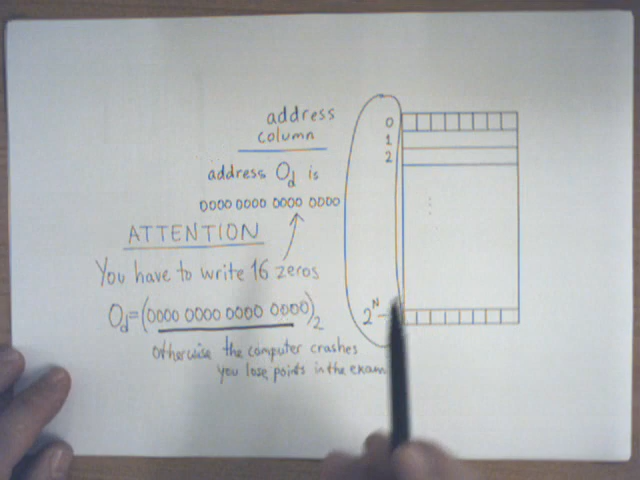 address
column
address 0d is
0000 0000 0000 0000
ATTENTION
You have to write 16 zeros
0d=(0000 0000 0000 0000)2
otherwise the computer crashes
you lose points in the exam
0
1
2
⋮
2^N-